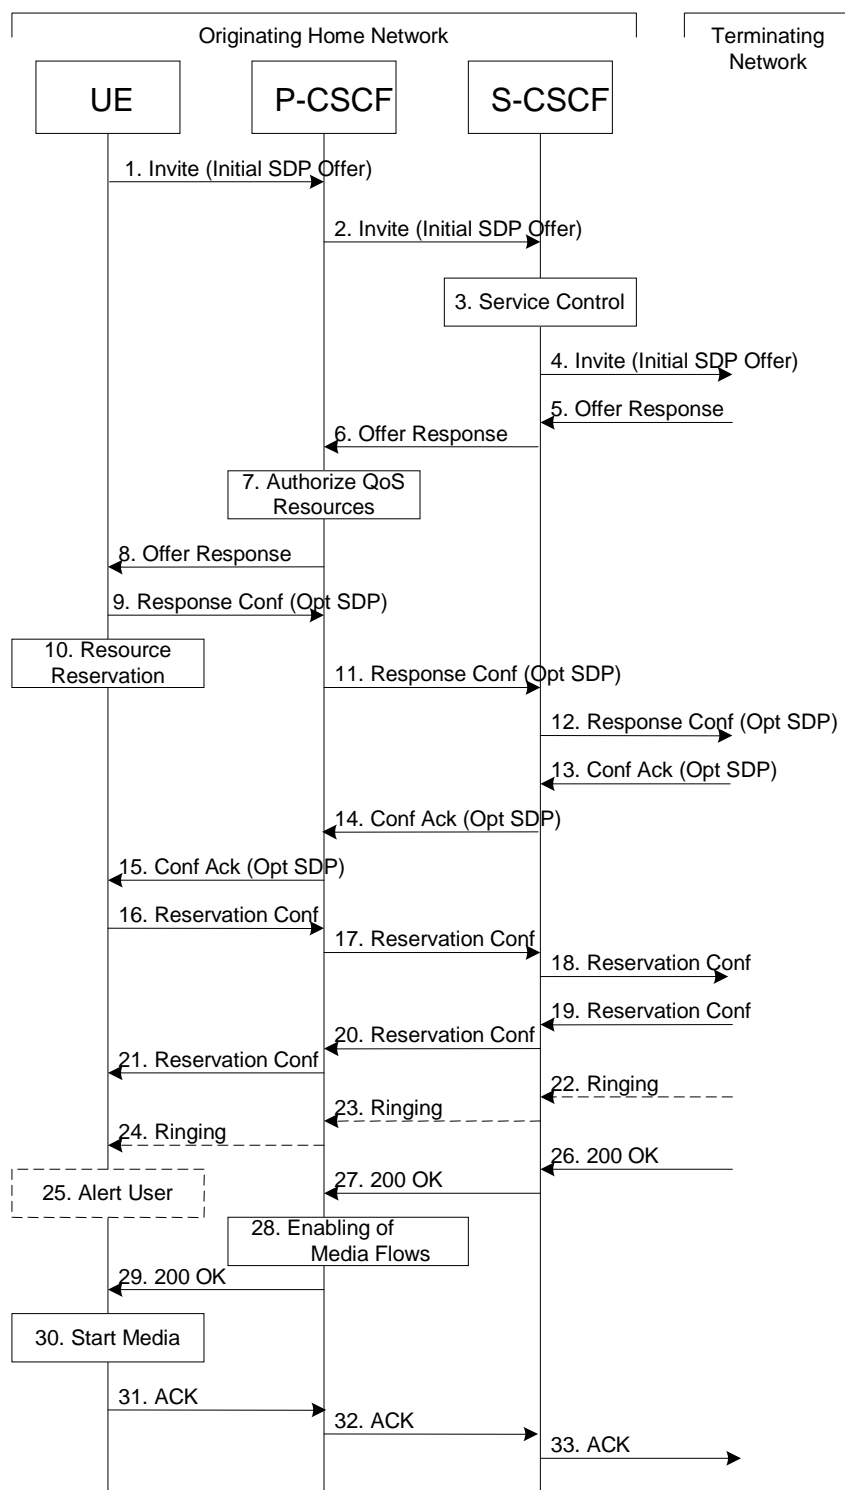 Originating Home Network
Terminating
Network
UE
P-CSCF
S-CSCF
1. Invite (Initial SDP Offer)
2. Invite (Initial SDP Offer)
3. Service Control
4. Invite (Initial SDP Offer)
5. Offer Response
6. Offer Response
7. Authorize QoS
Resources
8. Offer Response
9. Response Conf (Opt SDP)
10. Resource
Reservation
11. Response Conf (Opt SDP)
12. Response Conf (Opt SDP)
13. Conf Ack (Opt SDP)
14. Conf Ack (Opt SDP)
15. Conf Ack (Opt SDP)
16. Reservation Conf
17. Reservation Conf
18. Reservation Conf
19. Reservation Conf
20. Reservation Conf
21. Reservation Conf
22. Ringing
23. Ringing
24. Ringing
25. Alert User
26. 200 OK
27. 200 OK
28. Enabling of
Media Flows
29. 200 OK
30. Start Media
31. ACK
32. ACK
33. ACK